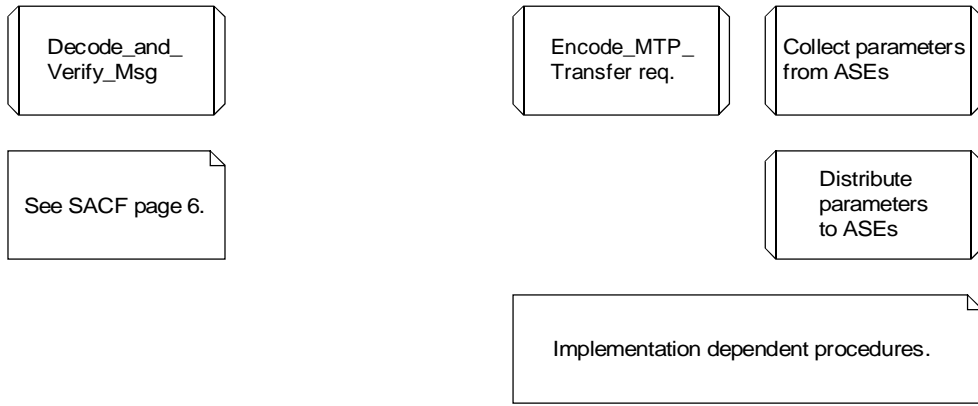 Decode_and_
Verify_Msg
Encode_MTP_
Transfer req.
Collect parameters
from ASEs
See SACF page 6.
Distribute
parameters
to ASEs
Implementation dependent procedures.